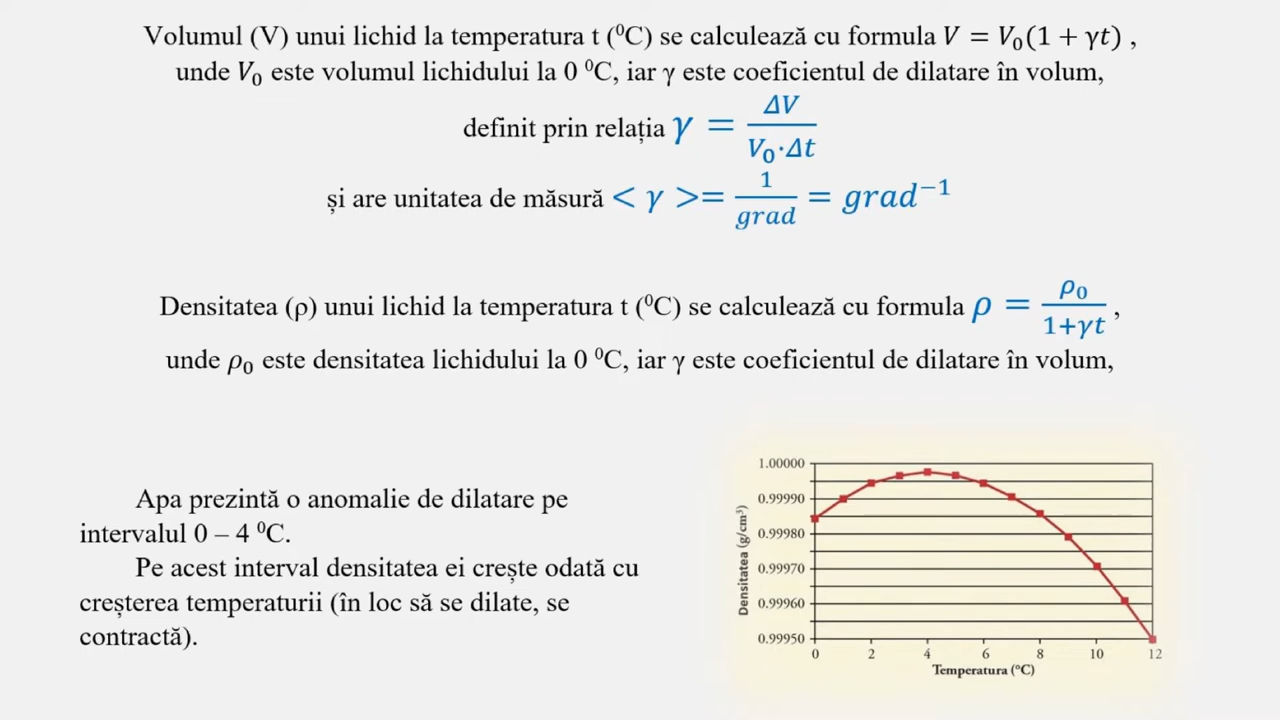 Volumul (V) unui lichid la temperatura t (⁰C) se calculează cu formula V = V₀(1 + γt) ,
unde V₀ este volumul lichidului la 0 ⁰C, iar γ este coeficientul de dilatare în volum,
definit prin relația γ = ΔV / V₀·Δt
și are unitatea de măsură < γ >= 1 / grad = grad⁻¹
Densitatea (ρ) unui lichid la temperatura t (⁰C) se calculează cu formula ρ = ρ₀ / 1+γt ,
unde ρ₀ este densitatea lichidului la 0 ⁰C, iar γ este coeficientul de dilatare în volum,
Apa prezintă o anomalie de dilatare pe
intervalul 0 – 4 ⁰C.
Pe acest interval densitatea ei crește odată cu
creșterea temperaturii (în loc să se dilate, se
contractă).
Densitatea (g/cm³)
1.00000
0.99990
0.99980
0.99970
0.99960
0.99950
0 2 4 6 8 10 12
Temperatura (°C)